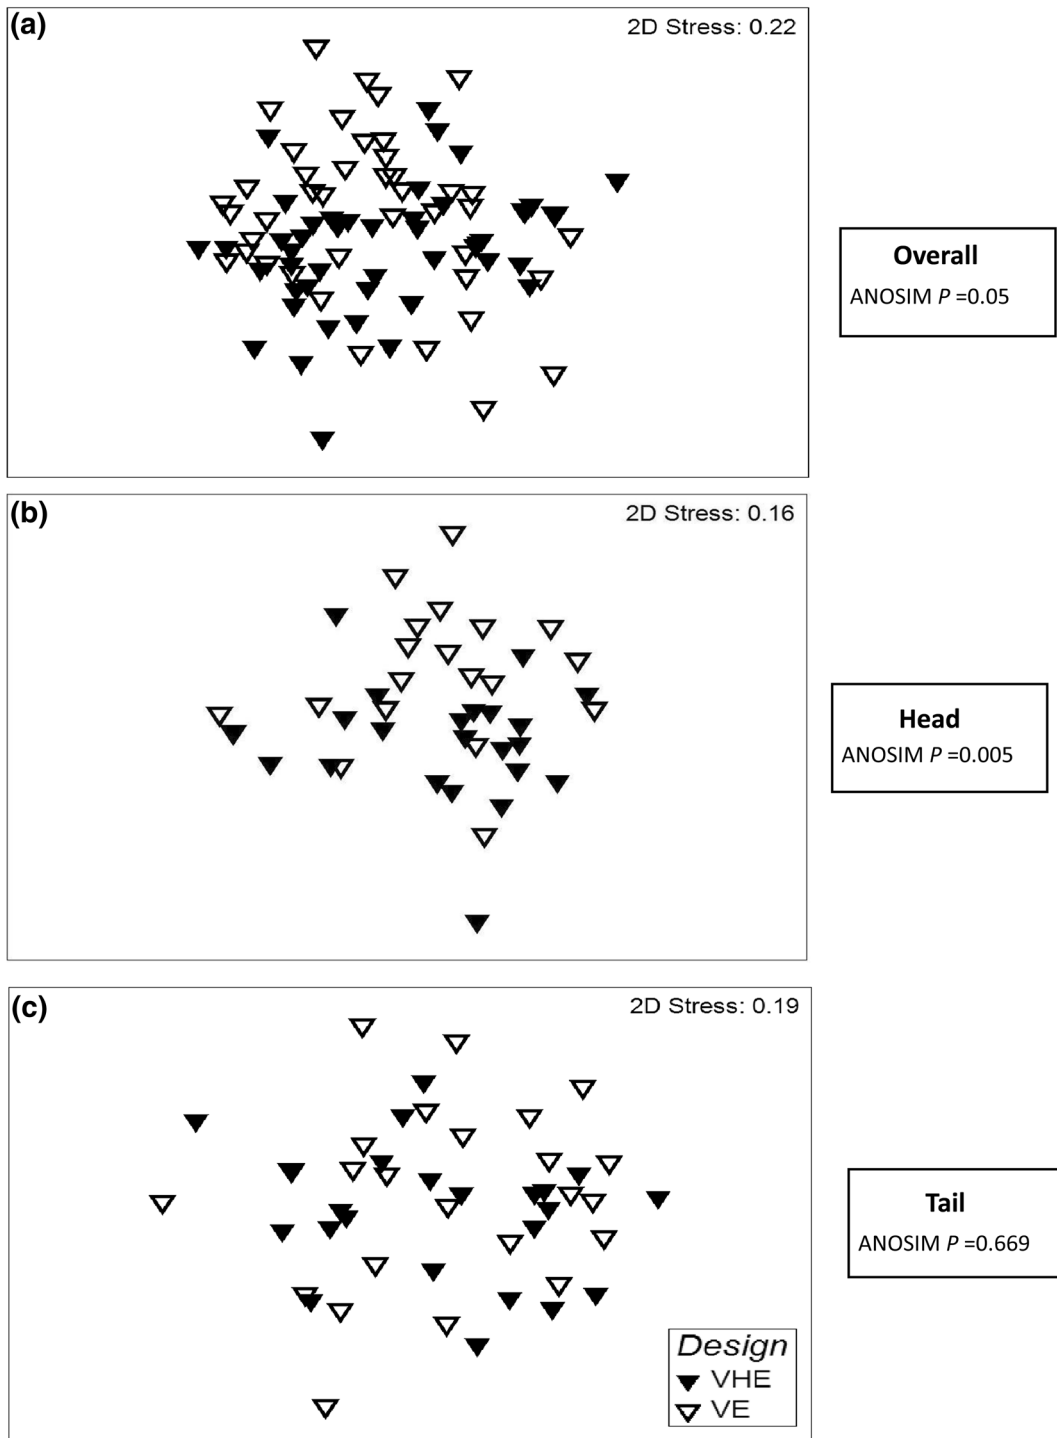 (a)
2D Stress: 0.22
Overall
ANOSIM P =0.05
(b)
2D Stress: 0.16
Head
ANOSIM P =0.005
(c)
2D Stress: 0.19
Tail
ANOSIM P =0.669
Design
VHE
VE